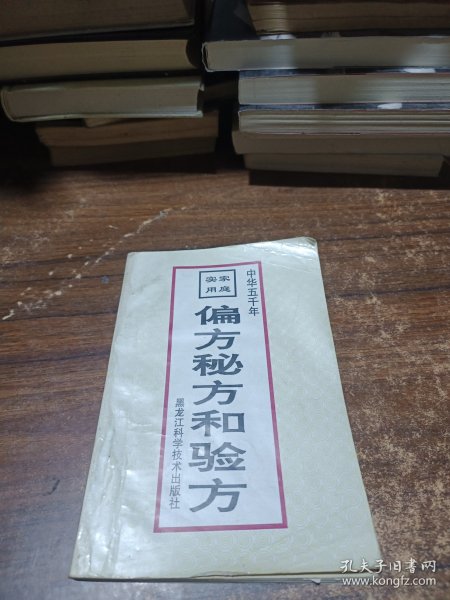 中华五千年
家庭
实用
偏方秘方和验方
黑龙江科学技术出版社
孔夫子旧书网
www.kongfz.com